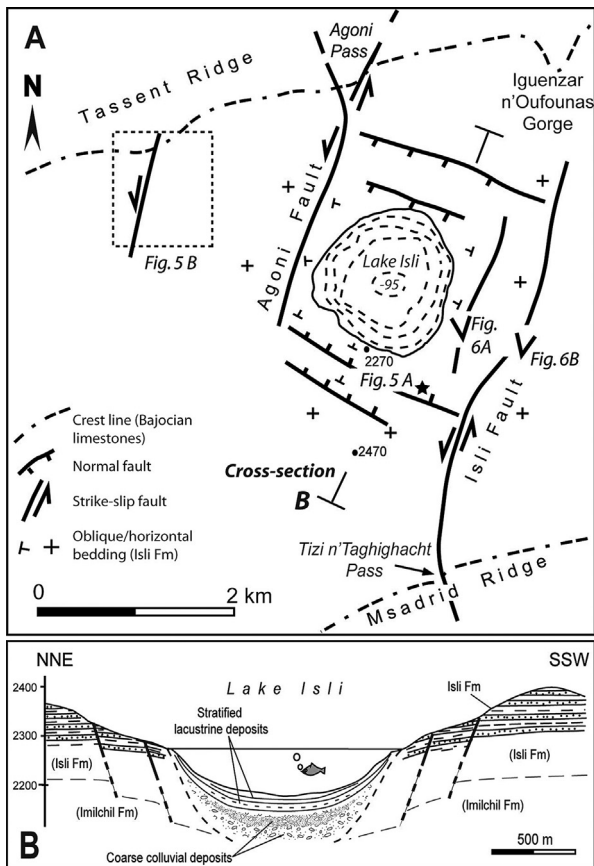 A
N
Agoni
Pass
Tassent Ridge
Iguenzar
n'Oufounas
Gorge
Fig. 5 B
Agoni Fault
Lake Isli
-95
Fig.
6A
Fig. 6B
2270
Fig. 5 A
Isli Fault
2470
Cross-section
B
Crest line (Bajocian
limestones)
Normal fault
Strike-slip fault
Oblique/horizontal
bedding (Isli Fm)
Tizi n'Taghighacht
Pass
Msadrid Ridge
0 2 km
NNE SSW
Lake Isli
2400
2300
2200
Isli Fm
Stratified
lacustrine deposits
(Isli Fm)
(Isli Fm)
(Imilchil Fm)
(Imilchil Fm)
B
Coarse colluvial deposits
500 m